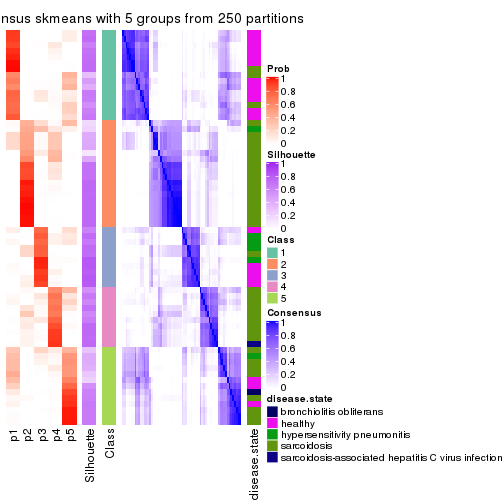 nsus skmeans with 5 groups from 250 partitions
Prob
1
0.8
0.6
0.4
0.2
0
Silhouette
1
0.8
0.6
0.4
0.2
0
Class
1
2
3
4
5
Consensus
1
0.8
0.6
0.4
0.2
0
disease.state
bronchiolitis obliterans
healthy
hypersensitivity pneumonitis
sarcoidosis
sarcoidosis-associated hepatitis C virus infection
p1
p2
p3
p4
p5
Silhouette
Class
disease.state